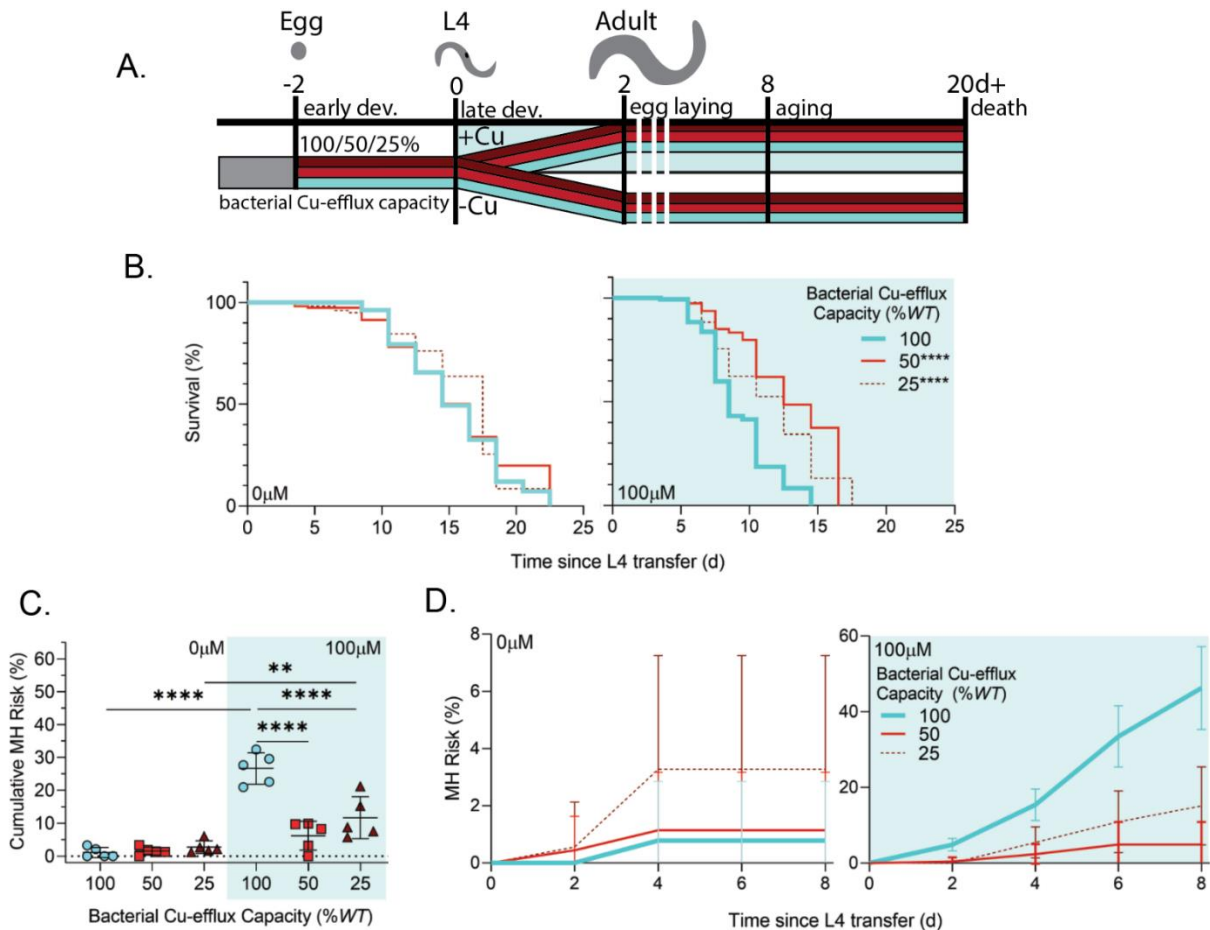 A.
Egg L4 Adult
-2 0 2 8 20d+
early dev. late dev. egg laying aging death
100/50/25% +Cu
bacterial Cu-efflux capacity -Cu
B.
Survival (%)
100
50
0
0µM
0 5 10 15 20 25
100µM
0 5 10 15 20 25
Bacterial Cu-efflux
Capacity (%WT)
100
50****
25****
Time since L4 transfer (d)
C.
Cumulative MH Risk (%)
60
50
40
30
20
10
0
0µM 100µM
**
**** ****
****
100 50 25 100 50 25
Bacterial Cu-efflux Capacity (%WT)
D.
MH Risk (%)
8
6
4
2
0
0µM
0 2 4 6 8
60
40
20
0
100µM
Bacterial Cu-efflux
Capacity (%WT)
100
50
25
0 2 4 6 8
Time since L4 transfer (d)